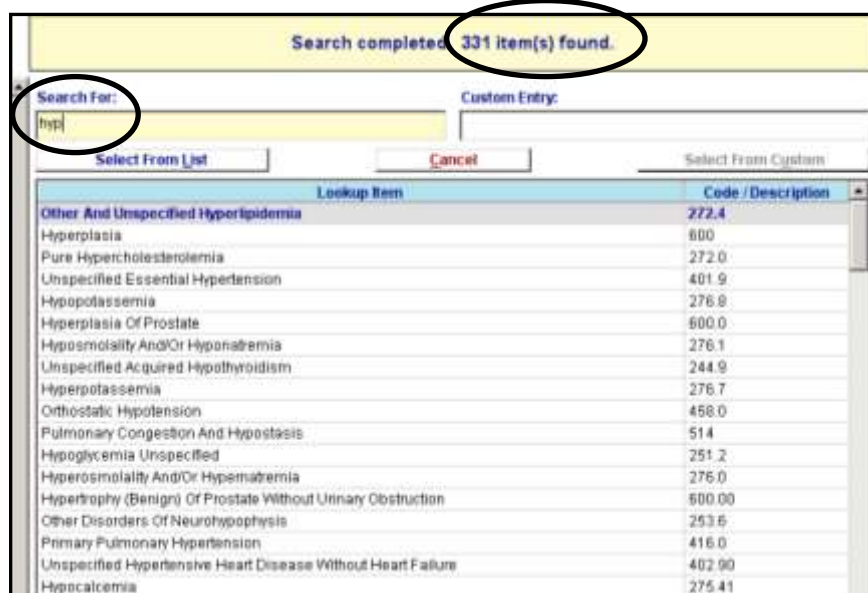 Search completed. 331 item(s) found.
Search For: Custom Entry:
hyp
Select From List Cancel Select From Custom
Lookup Item Code / Description
Other And Unspecified Hyperlipidemia 272.4
Hyperplasia 600
Pure Hypercholesterolemia 272.0
Unspecified Essential Hypertension 401.9
Hypopotassemia 276.8
Hyperplasia Of Prostate 600.0
Hyposmolality And/Or Hyponatremia 276.1
Unspecified Acquired Hypothyroidism 244.9
Hyperpotassemia 276.7
Orthostatic Hypotension 458.0
Pulmonary Congestion And Hypostasis 514
Hypoglycemia Unspecified 251.2
Hyperosmolality And/Or Hypernatremia 276.0
Hypertrophy (Benign) Of Prostate Without Urinary Obstruction 600.00
Other Disorders Of Neurohypophysis 253.6
Primary Pulmonary Hypertension 416.0
Unspecified Hypertensive Heart Disease Without Heart Failure 402.90
Hypocalcemia 275.41